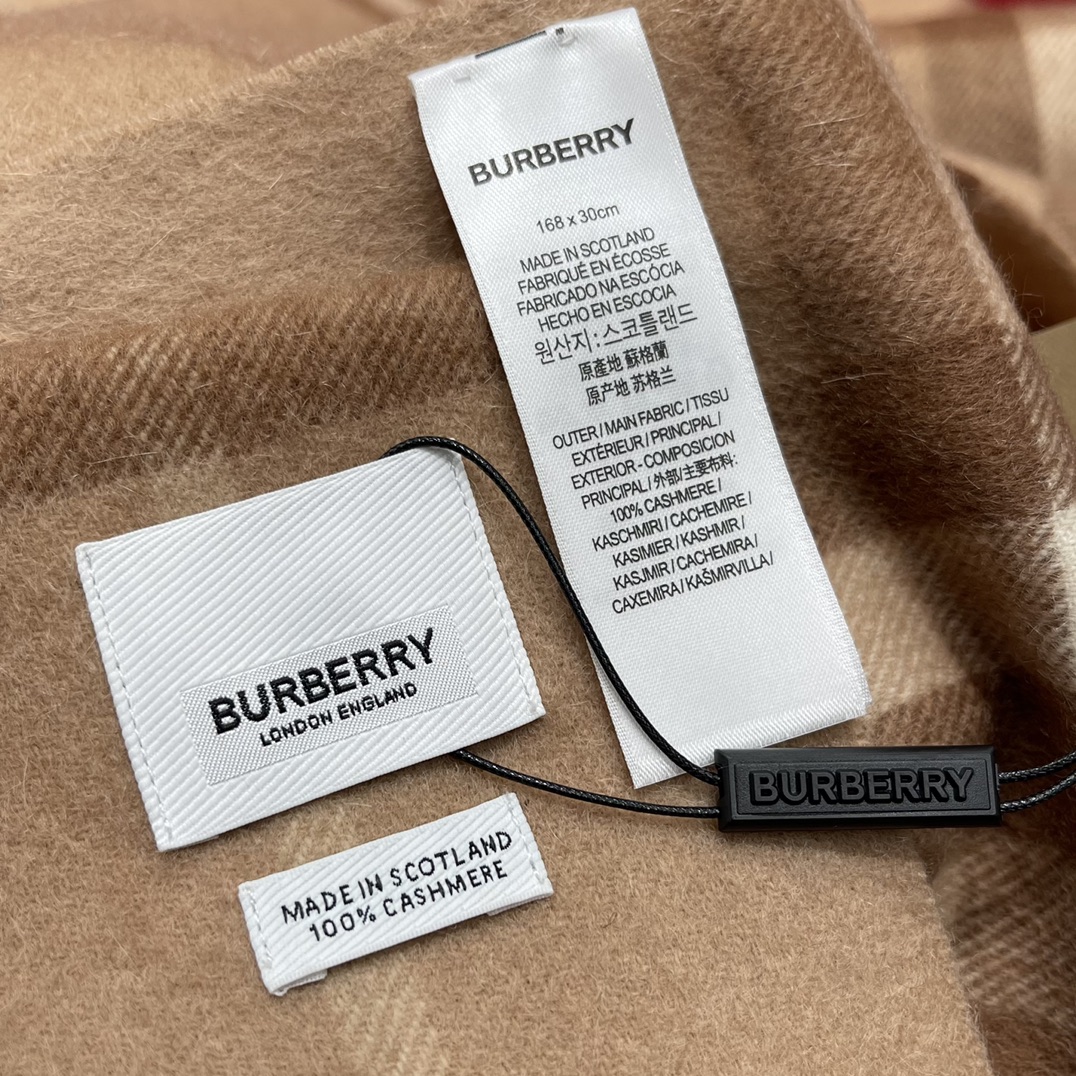 BURBERRY
168 x 30cm
MADE IN SCOTLAND
FABRIQUÉ EN ÉCOSSE
FABRICADO NA ESCÓCIA
HECHO EN ESCOCIA
원산지: 스코틀랜드
原產地 蘇格蘭
原产地 苏格兰
OUTER / MAIN FABRIC / TISSU
EXTÉRIEUR / PRINCIPAL /
EXTERIOR - COMPOSICION
PRINCIPAL / 外部/主要布料:
100% CASHMERE /
KASCHMIRI / CACHEMIRE /
KASIMIER / KASHMIR /
KASJMIR / CACHEMIRA /
CAXEMIRA / KAŠMIRVILLA /
BURBERRY
LONDON ENGLAND
BURBERRY
MADE IN SCOTLAND
100% CASHMERE